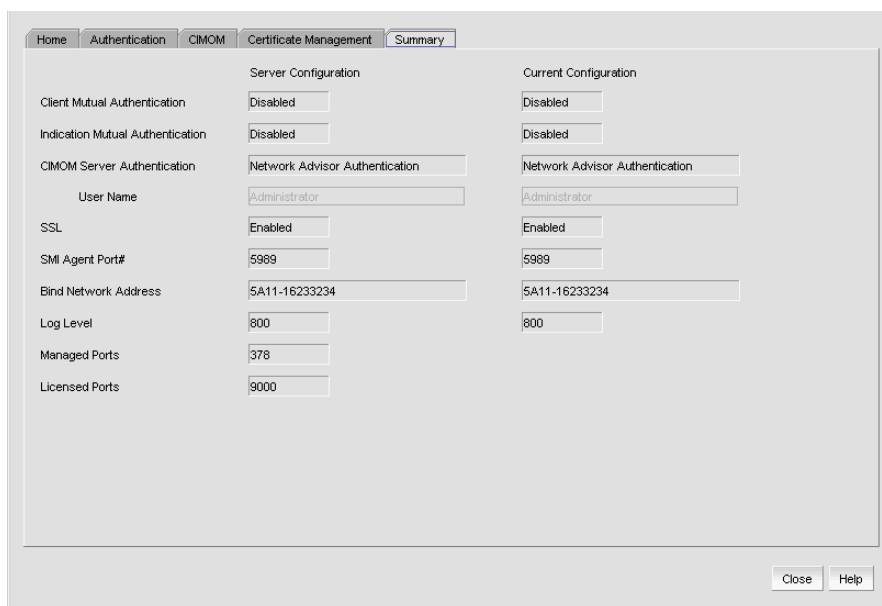 Home Authentication CIMOM Certificate Management Summary
Server Configuration Current Configuration
Client Mutual Authentication Disabled Disabled
Indication Mutual Authentication Disabled Disabled
CIMOM Server Authentication Network Advisor Authentication Network Advisor Authentication
User Name Administrator Administrator
SSL Enabled Enabled
SMI Agent Port# 5989 5989
Bind Network Address 5A11-16233234 5A11-16233234
Log Level 800 800
Managed Ports 378
Licensed Ports 9000
Close Help